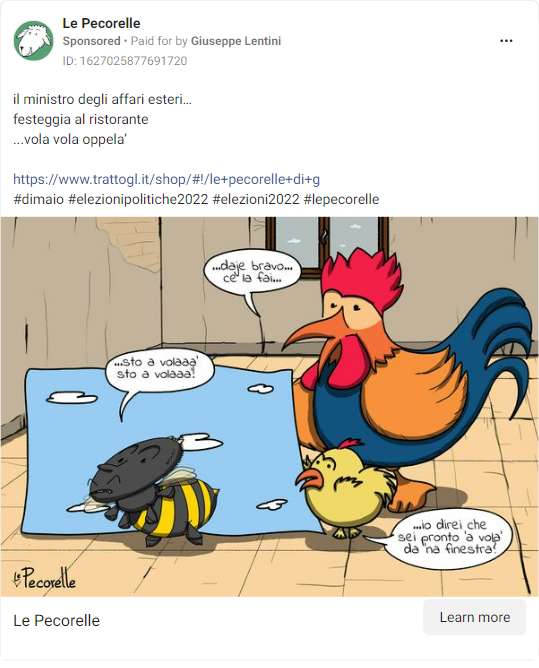 Le Pecorelle
Sponsored • Paid for by Giuseppe Lentini
ID: 1627025877691720
il ministro degli affari esteri...
festeggia al ristorante
...vola vola oppela'
https://www.trattogl.it/shop/#!/le+pecorelle+di+g
#dimaio #elezionipolitiche2022 #elezioni2022 #lepecorelle
...daje bravo...
ce la fai...
...sto a volaaa'
sto a volaaa!
...io direi che
sei pronto 'a vola'
da 'na finestra!
Le Pecorelle
Le Pecorelle
Learn more